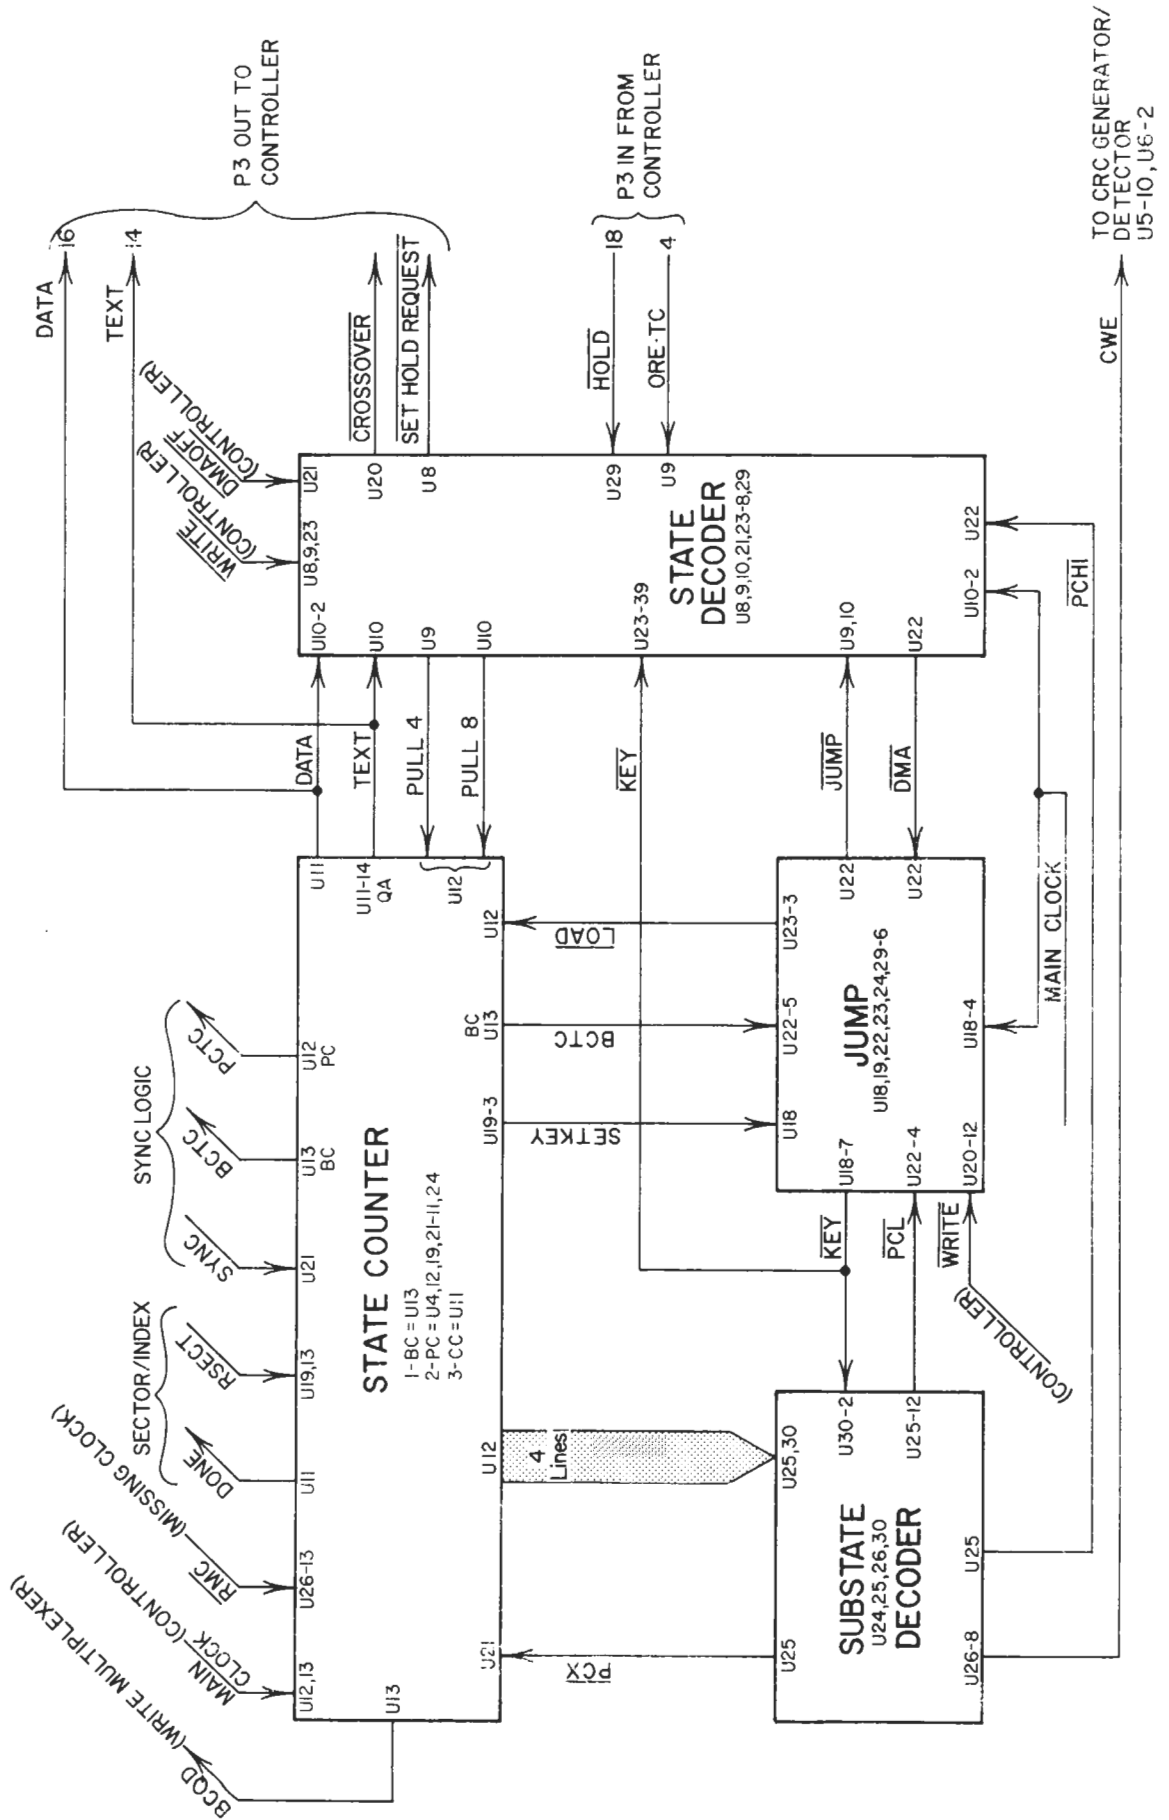 BCQD (WRITE MULTIPLEXER)
MAIN
CLOCK (CONTROLLER)
RMC (MISSING CLOCK)
SECTOR/INDEX
DONE
RSECT
SYNC LOGIC
SYNC
BCTC
PCTC
U13
U12,13
U26-13
U11
U19,13
U21
U13
BC
U12
PC
STATE COUNTER
1-BC = U13
2-PC = U4,12,19,21-11,24
3-CC = U11
U21
U12
U19-3
BC
U13
U12
U11
U11-14
QA
U12
PCX
4
Lines
SETKEY
BCTC
LOAD
DATA
TEXT
PULL 4
PULL 8
DATA
16
TEXT
14
P3 OUT TO
CONTROLLER
WRITE
(CONTROLLER)
DMAOFF
(CONTROLLER)
U8,9,23
U21
U10-2
U10
U9
U10
U23-39
U9,10
U22
STATE
DECODER
U8,9,10,21,23-8,29
U20
U8
U29
U9
U10-2
U22
CROSSOVER
SET HOLD REQUEST
HOLD
18
ORE·TC
4
P3 IN FROM
CONTROLLER
KEY
JUMP
DMA
PCHI
U25
U25,30
SUBSTATE
U24,25,26,30
DECODER
U30-2
U25-12
U26-8
U25
KEY
PCL
WRITE
(CONTROLLER)
U18
U22-5
U23-3
U18-7
U22-4
U20-12
JUMP
U18,19,22,23,24,29-6
U18-4
U22
U22
MAIN CLOCK
CWE
TO CRC GENERATOR/
DETECTOR
U5-10, U6-2